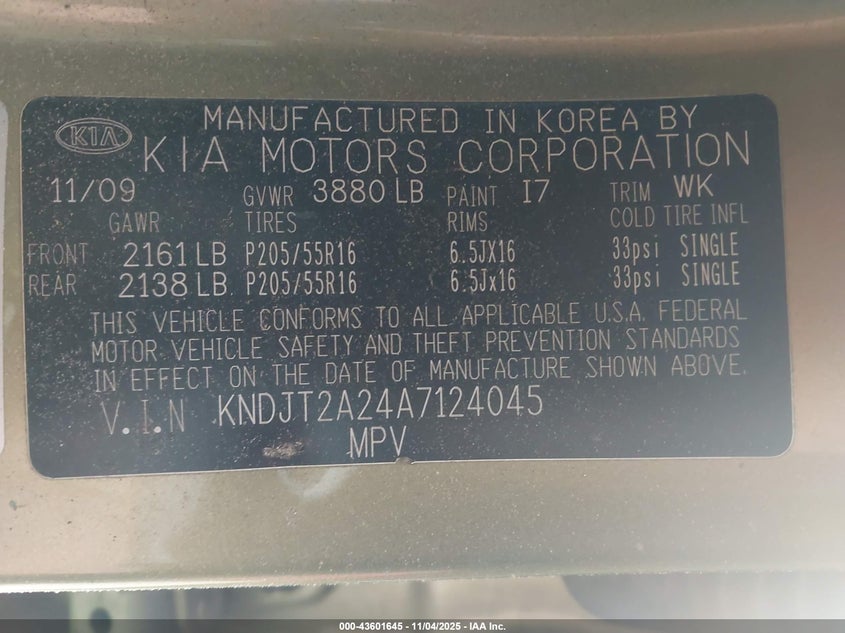 KIA
MANUFACTURED IN KOREA BY
KIA MOTORS CORPORATION
11/09 GVWR 3880 LB PAINT I7 TRIM WK
GAWR TIRES RIMS COLD TIRE INFL
FRONT 2161 LB P205/55R16 6.5JX16 33psi SINGLE
REAR 2138 LB P205/55R16 6.5Jx16 33psi SINGLE
THIS VEHICLE CONFORMS TO ALL APPLICABLE U.S.A. FEDERAL
MOTOR VEHICLE SAFETY AND THEFT PREVENTION STANDARDS
IN EFFECT ON THE DATE OF MANUFACTURE SHOWN ABOVE.
V.I.N KNDJT2A24A7124045
MPV
000-43601645 | 11/04/2025 - IAA Inc.